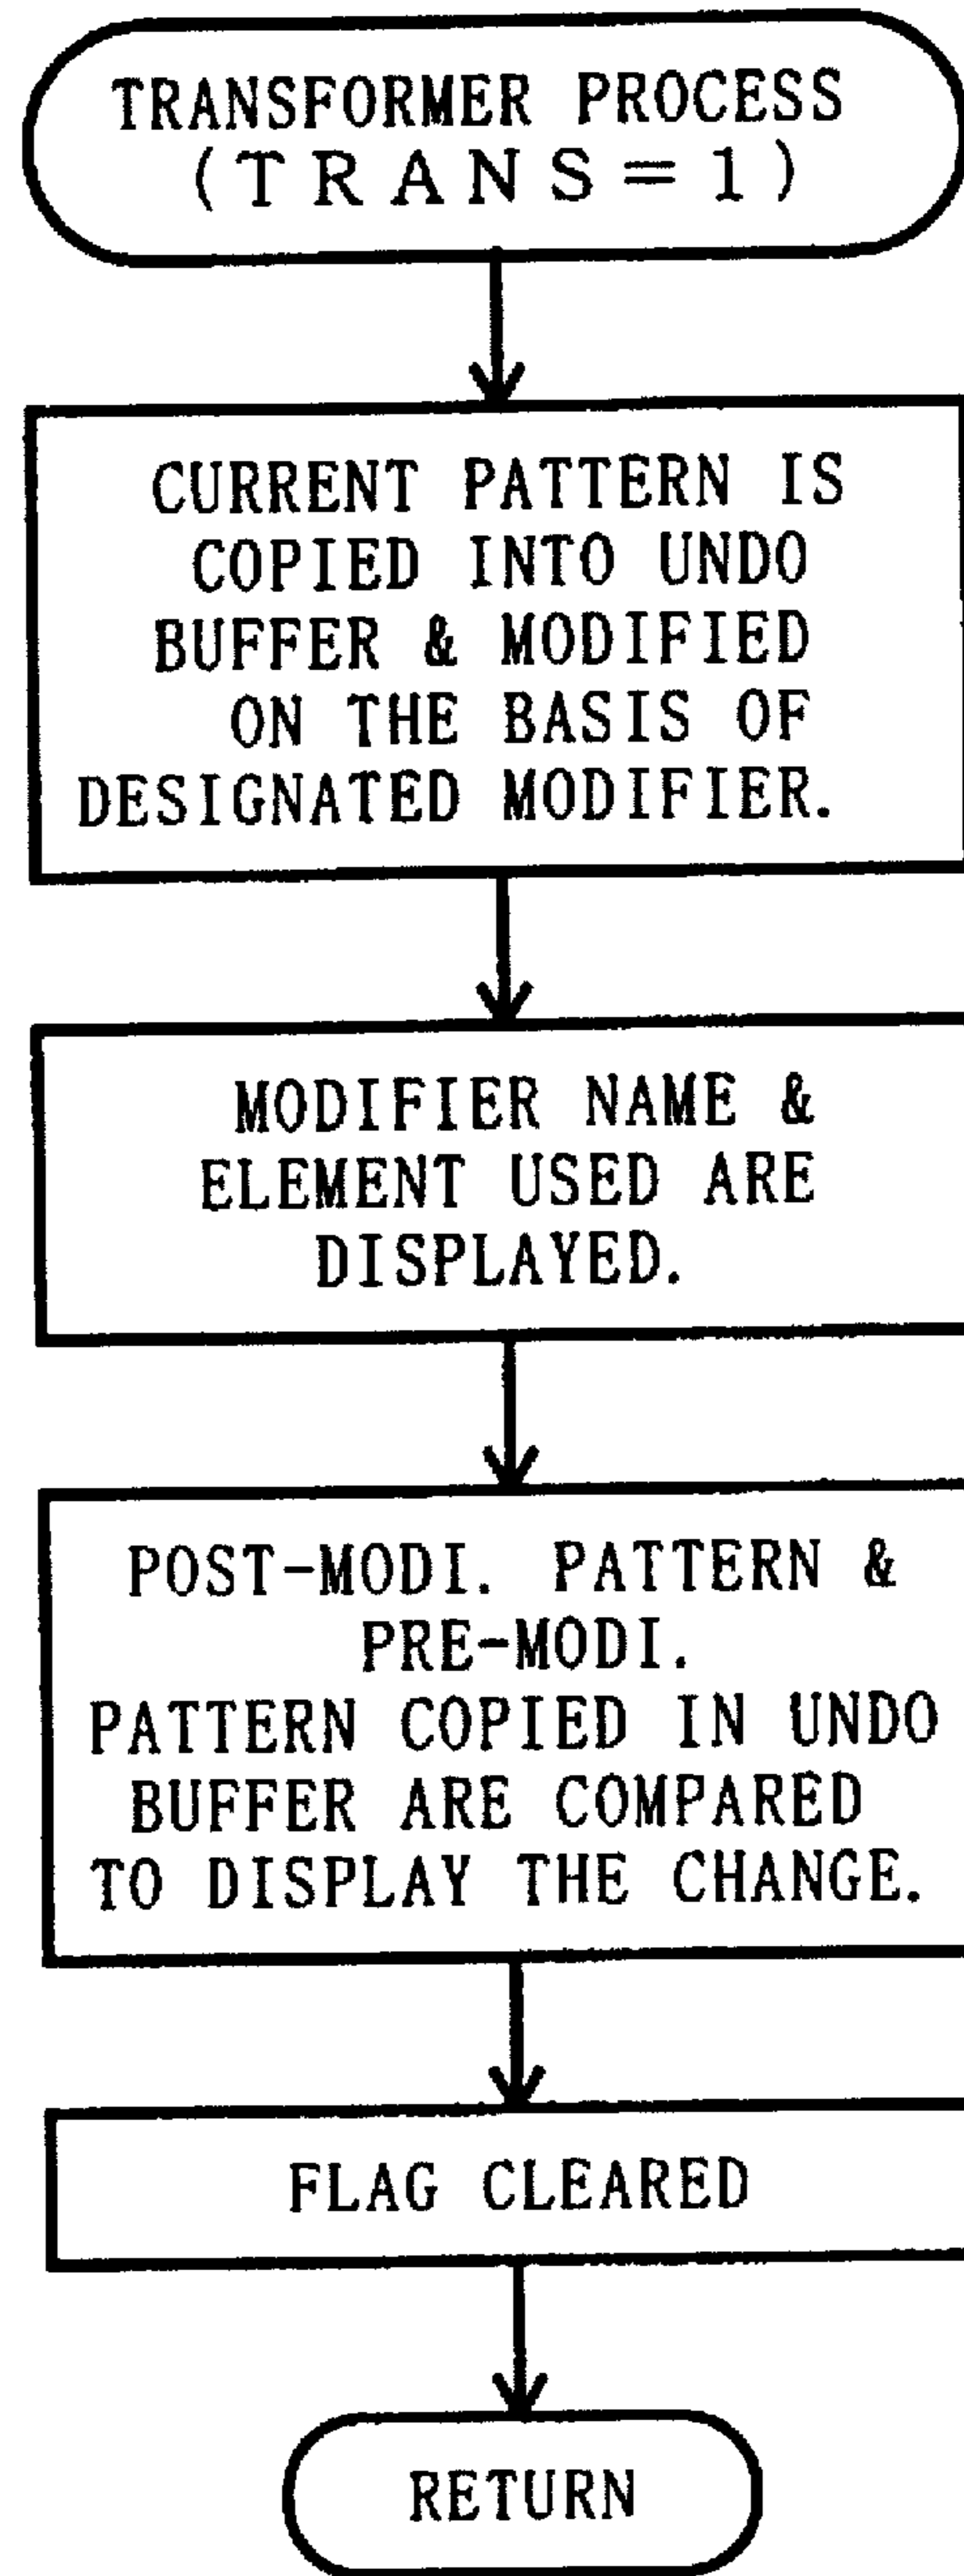 TRANSFORMER PROCESS
(TRANS=1)
CURRENT PATTERN IS
COPIED INTO UNDO
BUFFER & MODIFIED
ON THE BASIS OF
DESIGNATED MODIFIER.
MODIFIER NAME &
ELEMENT USED ARE
DISPLAYED.
POST-MODI. PATTERN &
PRE-MODI.
PATTERN COPIED IN UNDO
BUFFER ARE COMPARED
TO DISPLAY THE CHANGE.
FLAG CLEARED
RETURN